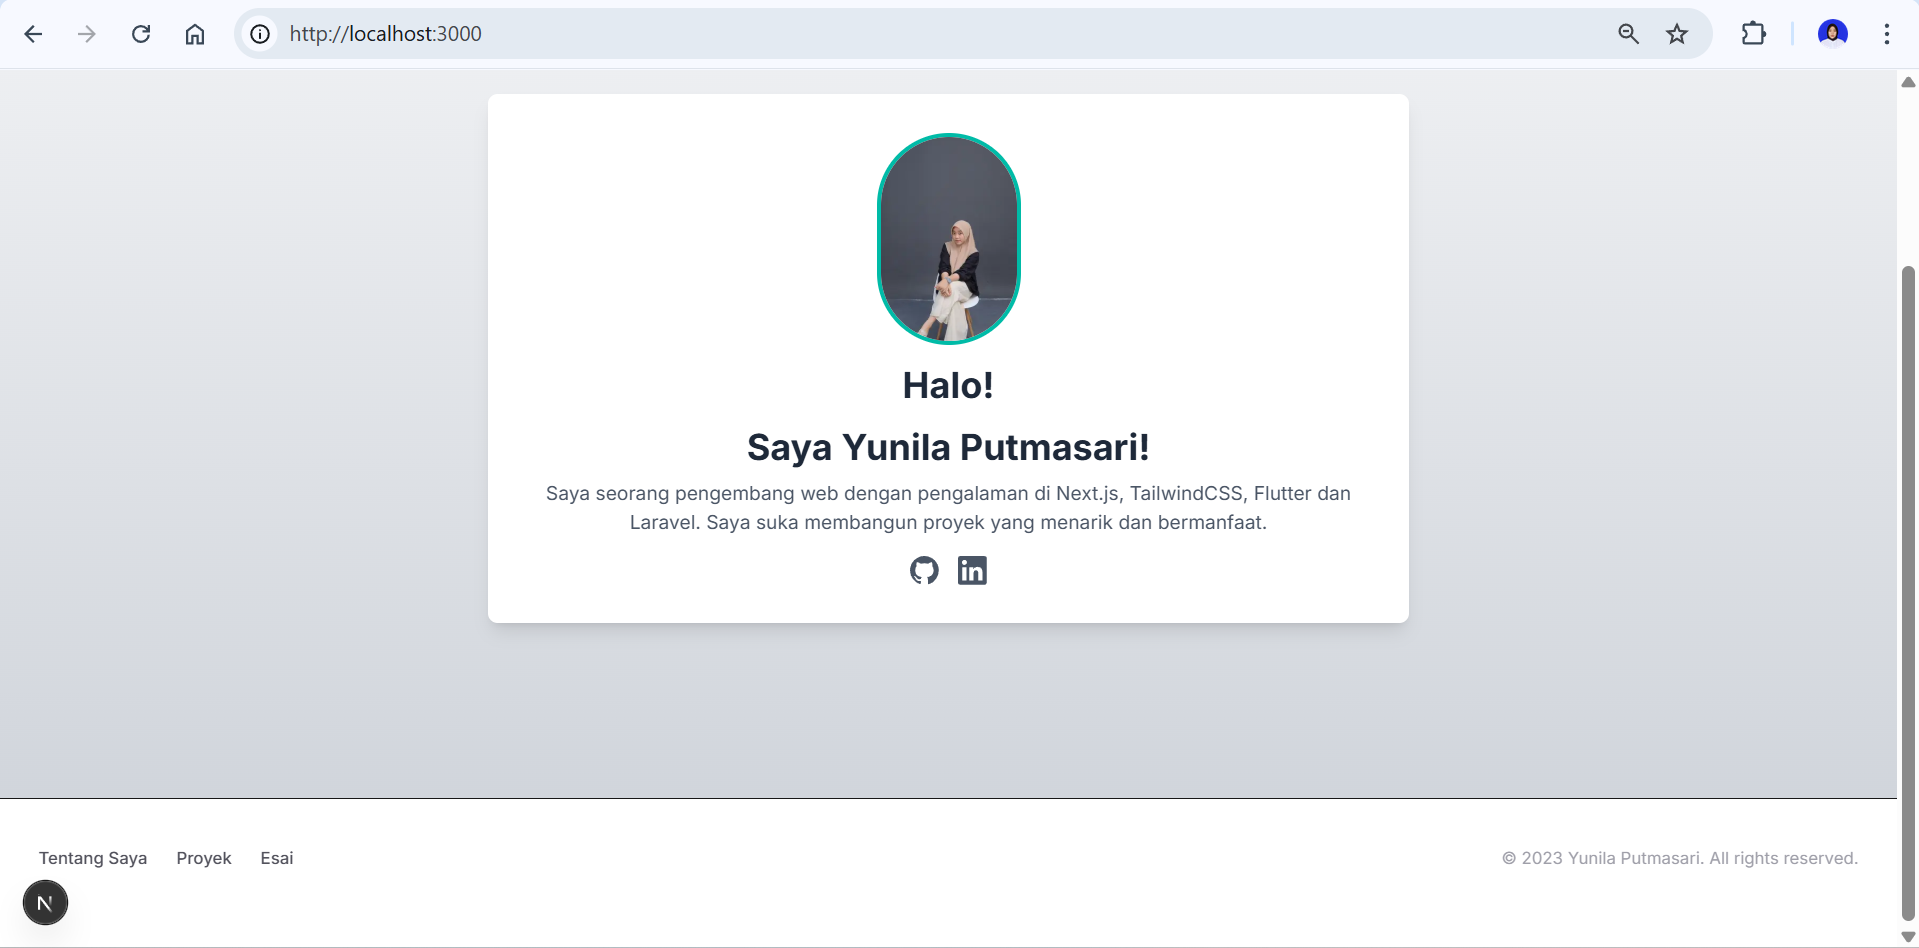 http://localhost:3000
Halo!
Saya Yunila Putmasari!
Saya seorang pengembang web dengan pengalaman di Next.js, TailwindCSS, Flutter dan
Laravel. Saya suka membangun proyek yang menarik dan bermanfaat.
in
Tentang Saya Proyek Esai
© 2023 Yunila Putmasari. All rights reserved.
N